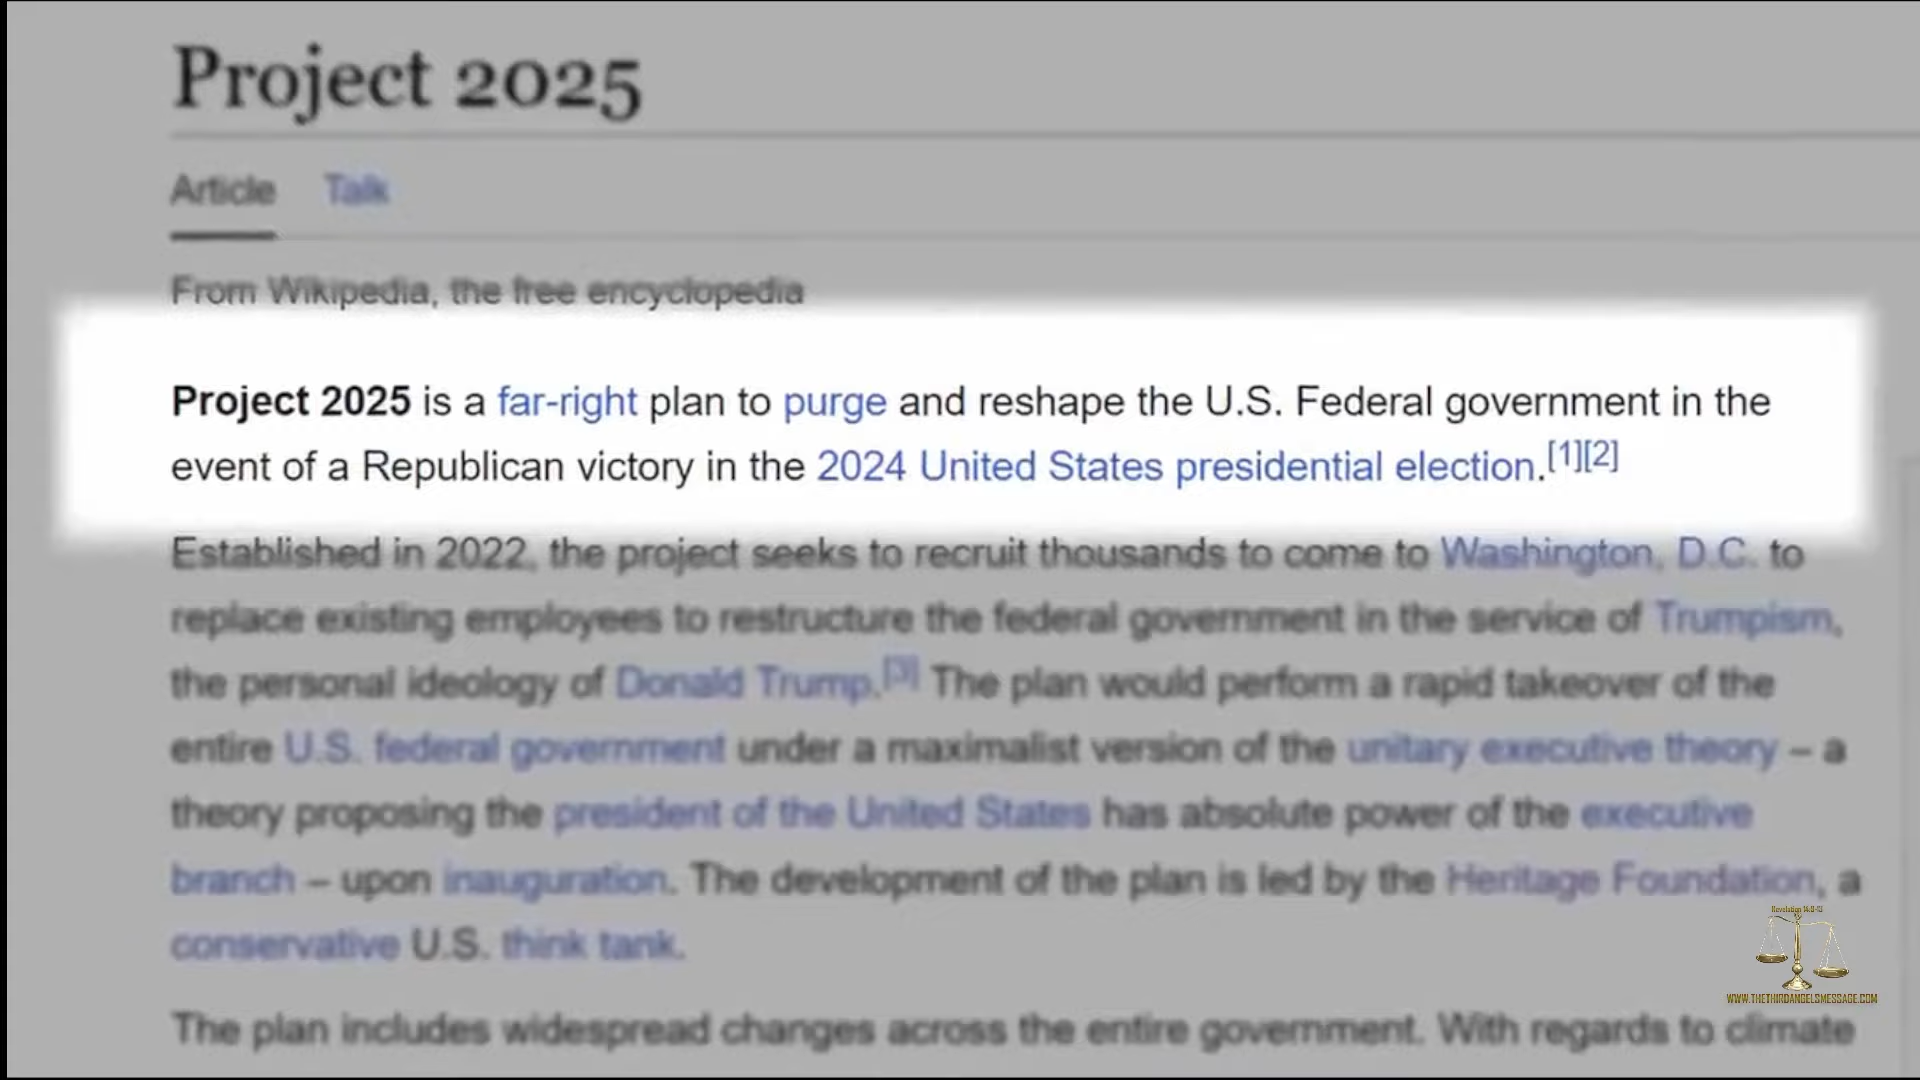 Project 2025
Article Talk
From Wikipedia, the free encyclopedia
Project 2025 is a far-right plan to purge and reshape the U.S. Federal government in the
event of a Republican victory in the 2024 United States presidential election.[1][2]
Established in 2022, the project seeks to recruit thousands to come to Washington, D.C. to
replace existing employees to restructure the federal government in the service of Trumpism,
the personal ideology of Donald Trump.[3] The plan would perform a rapid takeover of the
entire U.S. federal government under a maximalist version of the unitary executive theory – a
theory proposing the president of the United States has absolute power of the executive
branch – upon inauguration. The development of the plan is led by the Heritage Foundation, a
conservative U.S. think tank.
The plan includes widespread changes across the entire government. With regards to climate
WWW.THETHIRDANGELSMESSAGE.COM